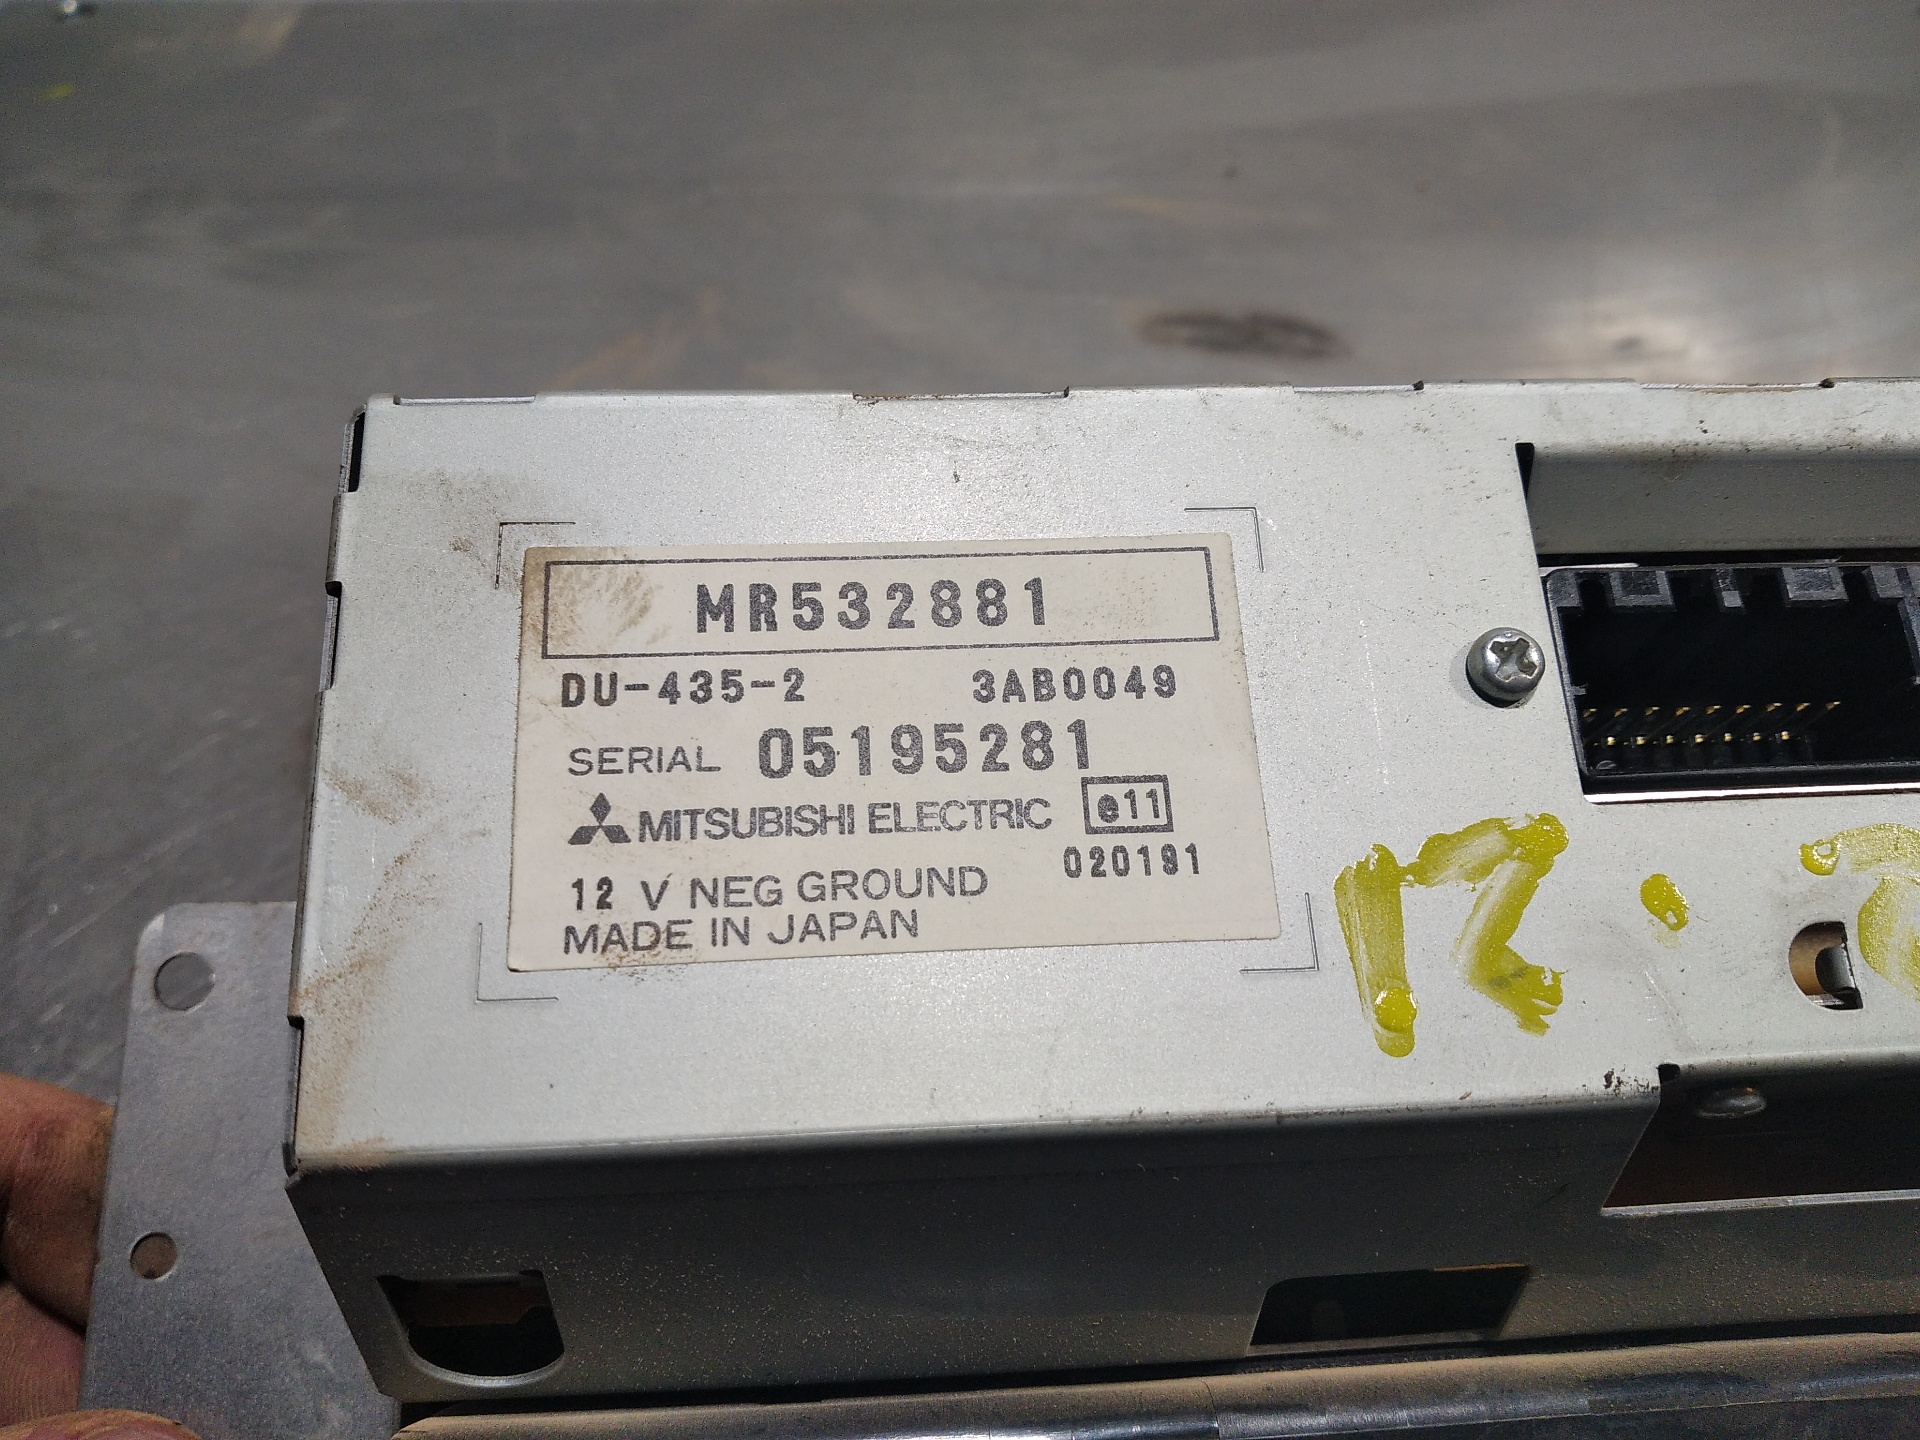 MR532881
DU-435-2 3AB0049
SERIAL 05195281
MITSUBISHI ELECTRIC e11
020191
12 V NEG GROUND
MADE IN JAPAN